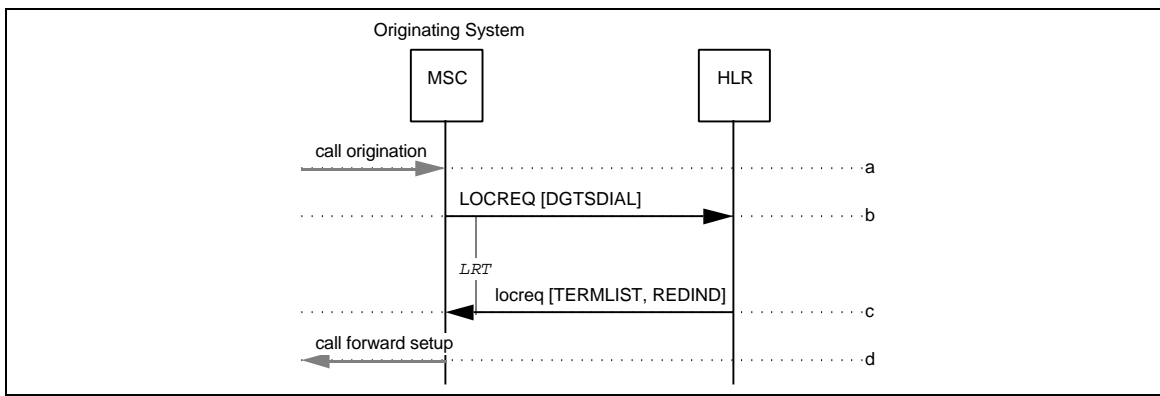 Originating System
MSC
HLR
call origination
a
LOCREQ [DGTSDIAL]
b
LRT
locreq [TERMLIST, REDIND]
c
call forward setup
d